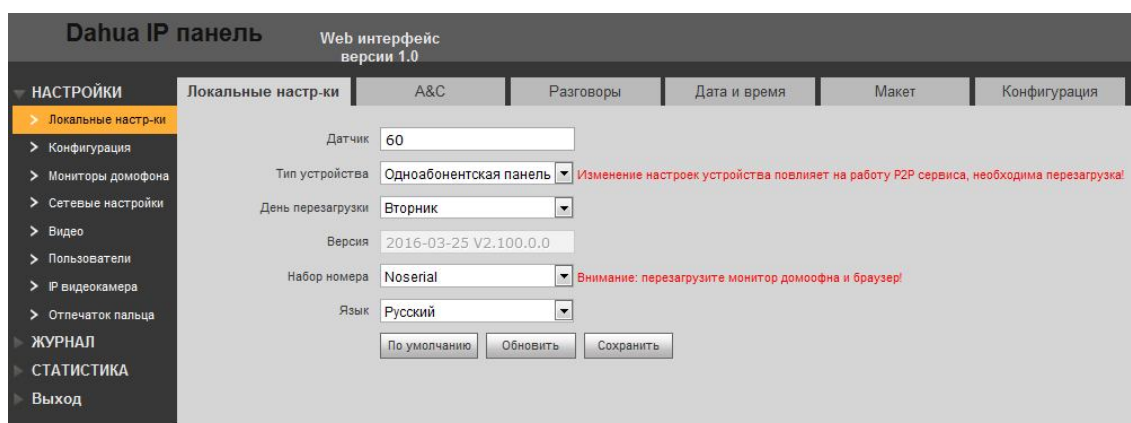 Dahua IP панель
Web интерфейс
версии 1.0
НАСТРОЙКИ
Локальные настр-ки
Конфигурация
Мониторы домофона
Сетевые настройки
Видео
Пользователи
IP видеокамера
Отпечаток пальца
ЖУРНАЛ
СТАТИСТИКА
Выход
Локальные настр-ки A&C Разговоры Дата и время Макет Конфигурация
Датчик 60
Тип устройства Одноабонентская панель Изменение настроек устройства повлияет на работу P2P сервиса, необходима перезагрузка!
День перезагрузки Вторник
Версия 2016-03-25 V2.100.0.0
Набор номера Noserial Внимание: перезагрузите монитор домоофна и браузер!
Язык Русский
По умолчанию Обновить Сохранить